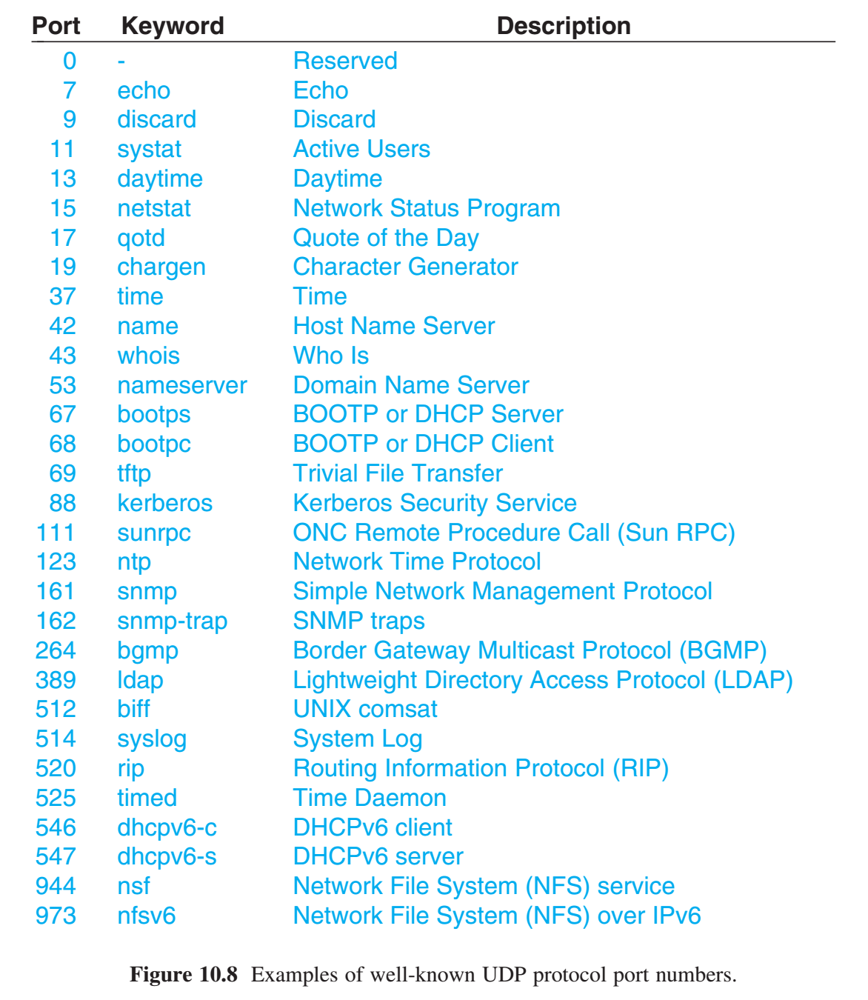 Port Keyword Description
0 - Reserved
7 echo Echo
9 discard Discard
11 systat Active Users
13 daytime Daytime
15 netstat Network Status Program
17 qotd Quote of the Day
19 chargen Character Generator
37 time Time
42 name Host Name Server
43 whois Who Is
53 nameserver Domain Name Server
67 bootps BOOTP or DHCP Server
68 bootpc BOOTP or DHCP Client
69 tftp Trivial File Transfer
88 kerberos Kerberos Security Service
111 sunrpc ONC Remote Procedure Call (Sun RPC)
123 ntp Network Time Protocol
161 snmp Simple Network Management Protocol
162 snmp-trap SNMP traps
264 bgmp Border Gateway Multicast Protocol (BGMP)
389 ldap Lightweight Directory Access Protocol (LDAP)
512 biff UNIX comsat
514 syslog System Log
520 rip Routing Information Protocol (RIP)
525 timed Time Daemon
546 dhcpv6-c DHCPv6 client
547 dhcpv6-s DHCPv6 server
944 nsf Network File System (NFS) service
973 nfsv6 Network File System (NFS) over IPv6
Figure 10.8 Examples of well-known UDP protocol port numbers.